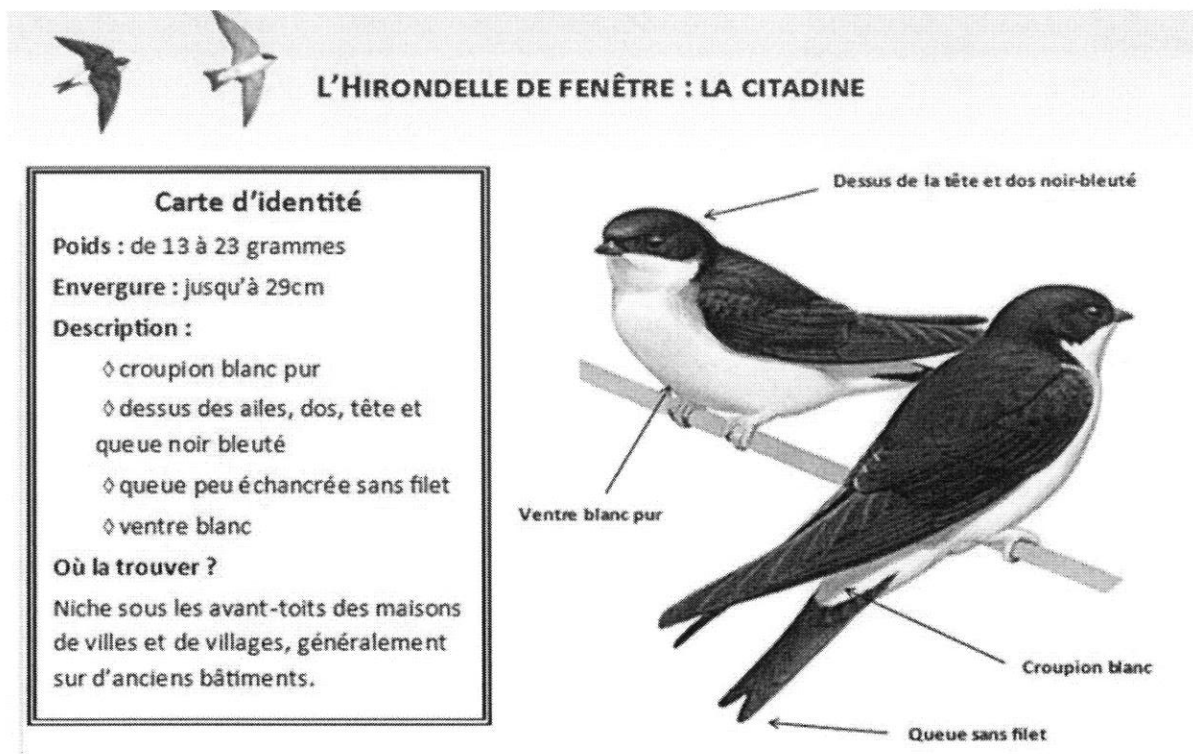 L'HIRONDELLE DE FENÊTRE : LA CITADINE
Carte d'identité
Poids : de 13 à 23 grammes
Envergure : jusqu'à 29cm
Description :
◊ croupion blanc pur
◊ dessus des ailes, dos, tête et
queue noir bleuté
◊ queue peu échancrée sans filet
◊ ventre blanc
Où la trouver ?
Niche sous les avant-toits des maisons
de villes et de villages, généralement
sur d'anciens bâtiments.
Dessus de la tête et dos noir-bleuté
Ventre blanc pur
Croupion blanc
Queue sans filet